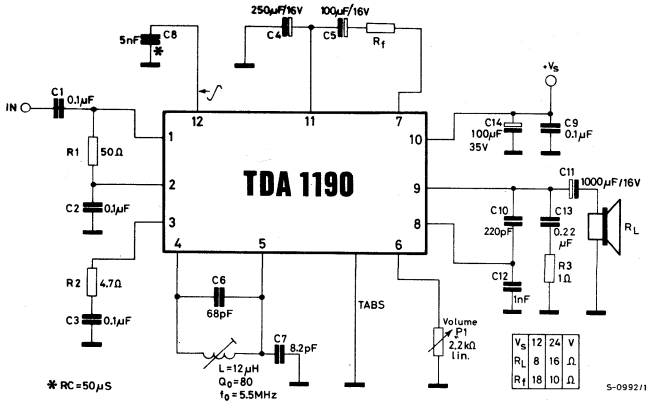 250µF/16V
100µF/16V
C8
5nF
*
C4
C5
Rf
+Vs
C1
0.1µF
IN
12
11
7
1
10
C14
100µF
35V
C9
0.1µF
R1
50Ω
2
TDA 1190
9
C11
1000µF/16V
C2
0.1µF
3
8
C10
220pF
C13
0.22
µF
RL
4
5
6
R2
4.7Ω
C6
68pF
C12
1nF
R3
1Ω
TABS
C3
0.1µF
C7
8.2pF
Volume
P1
2,2kΩ
lin.
L=12µH
Qo=80
fo=5.5MHz
Vs 12 24 V
RL 8 16 Ω
Rf 18 10 Ω
* RC=50µS
S-0992/1